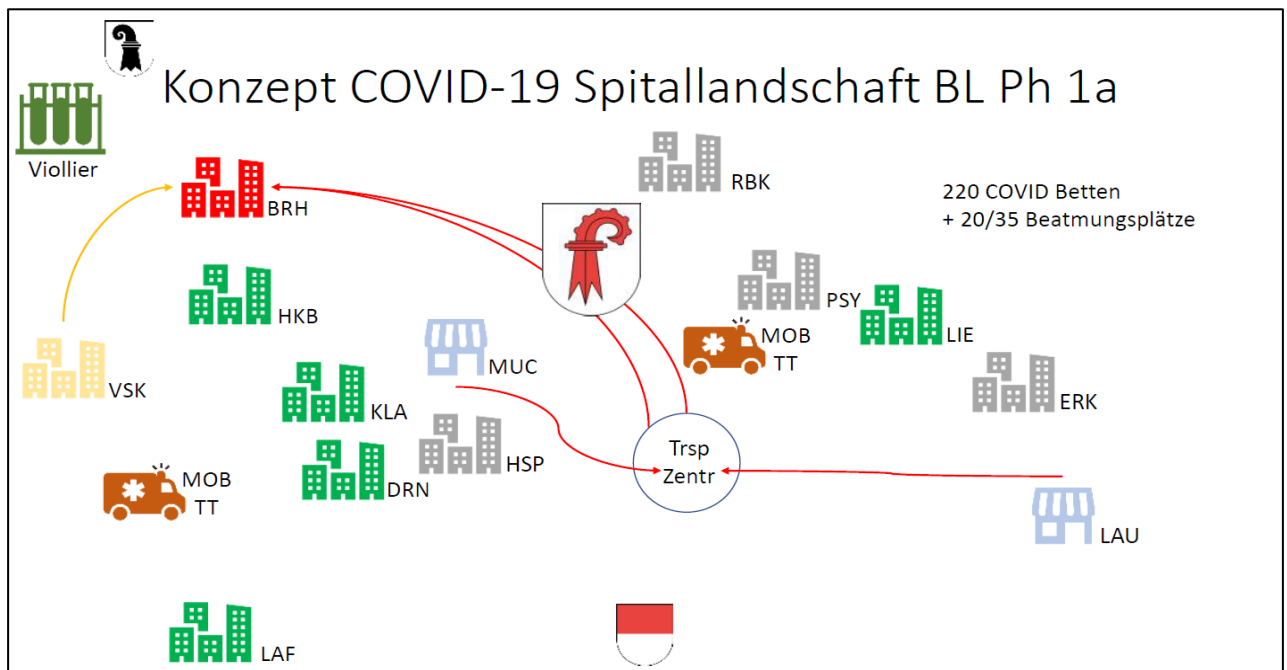 Konzept COVID-19 Spitallandschaft BL Ph 1a
Viollier
BRH
RBK
220 COVID Betten
+ 20/35 Beatmungsplätze
HKB
PSY
LIE
MOB
TT
MUC
VSK
KLA
ERK
HSP
Trsp
Zentr
DRN
MOB
TT
LAU
LAF